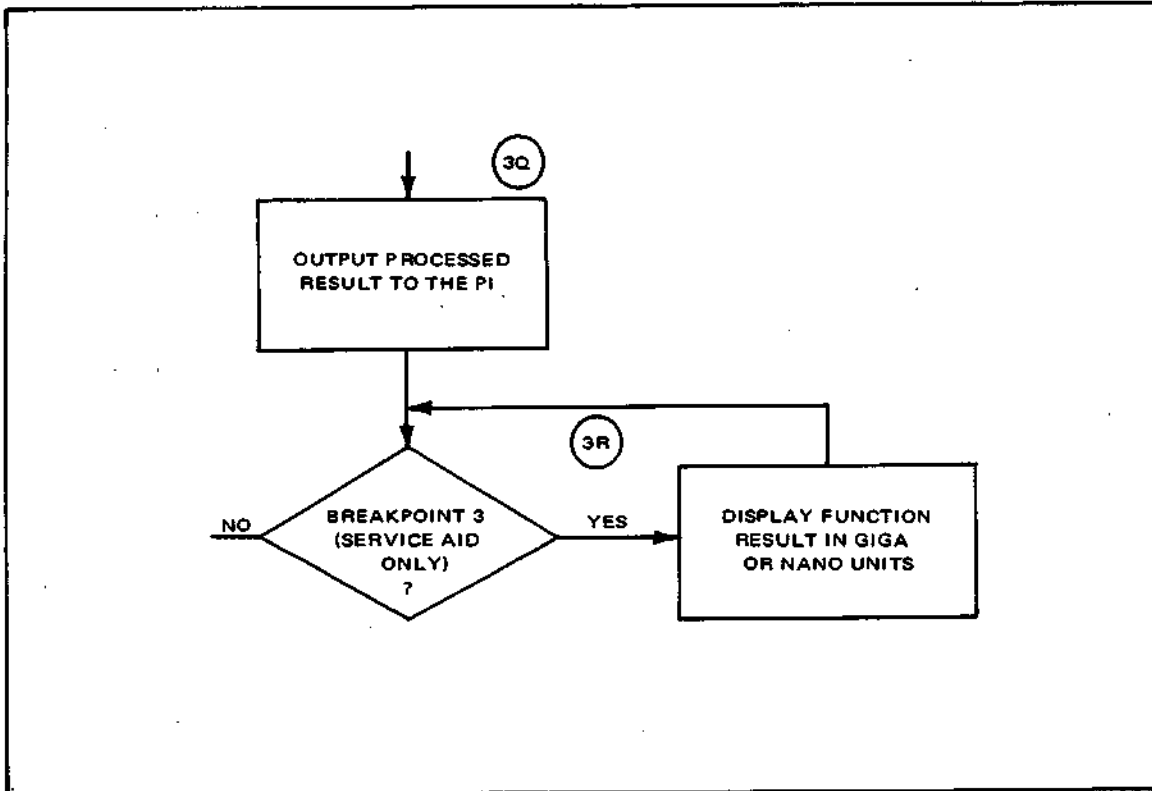 3Q
OUTPUT PROCESSED
RESULT TO THE PI
3R
NO
BREAKPOINT 3
(SERVICE AID
ONLY)
?
YES
DISPLAY FUNCTION
RESULT IN GIGA
OR NANO UNITS